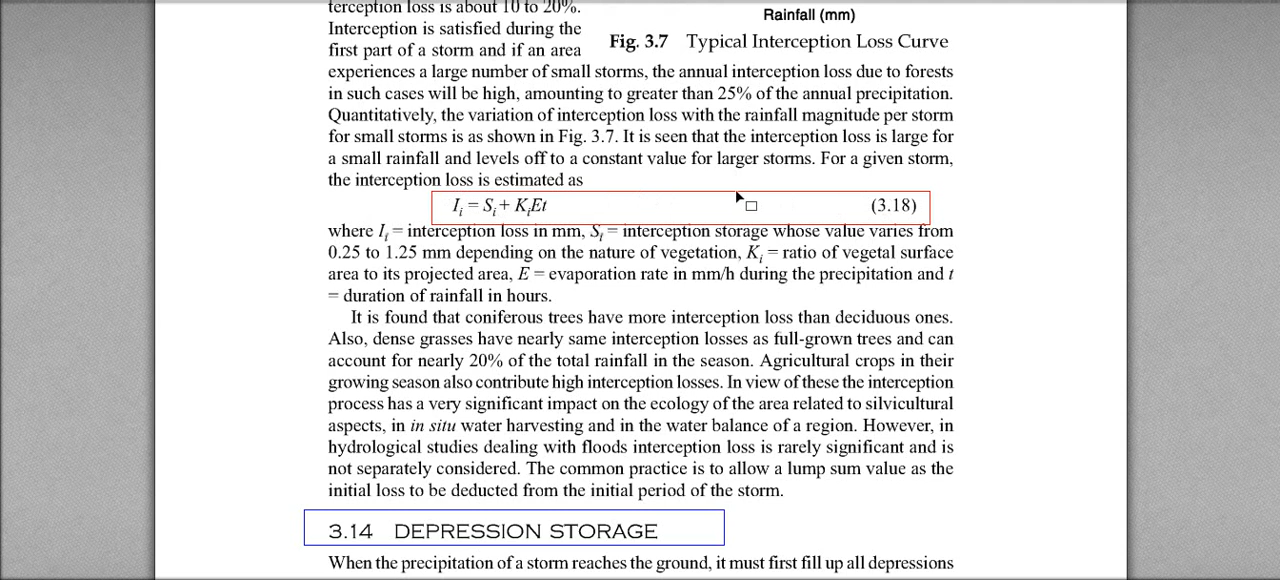 terception loss is about 10 to 20%.
Interception is satisfied during the
first part of a storm and if an area
Rainfall (mm)
Fig. 3.7 Typical Interception Loss Curve
experiences a large number of small storms, the annual interception loss due to forests
in such cases will be high, amounting to greater than 25% of the annual precipitation.
Quantitatively, the variation of interception loss with the rainfall magnitude per storm
for small storms is as shown in Fig. 3.7. It is seen that the interception loss is large for
a small rainfall and levels off to a constant value for larger storms. For a given storm,
the interception loss is estimated as
Iᵢ = Sᵢ + KᵢEt (3.18)
where Iᵢ = interception loss in mm, Sᵢ = interception storage whose value varies from
0.25 to 1.25 mm depending on the nature of vegetation, Kᵢ = ratio of vegetal surface
area to its projected area, E = evaporation rate in mm/h during the precipitation and t
= duration of rainfall in hours.
It is found that coniferous trees have more interception loss than deciduous ones.
Also, dense grasses have nearly same interception losses as full-grown trees and can
account for nearly 20% of the total rainfall in the season. Agricultural crops in their
growing season also contribute high interception losses. In view of these the interception
process has a very significant impact on the ecology of the area related to silvicultural
aspects, in in situ water harvesting and in the water balance of a region. However, in
hydrological studies dealing with floods interception loss is rarely significant and is
not separately considered. The common practice is to allow a lump sum value as the
initial loss to be deducted from the initial period of the storm.
3.14 DEPRESSION STORAGE
When the precipitation of a storm reaches the ground, it must first fill up all depressions